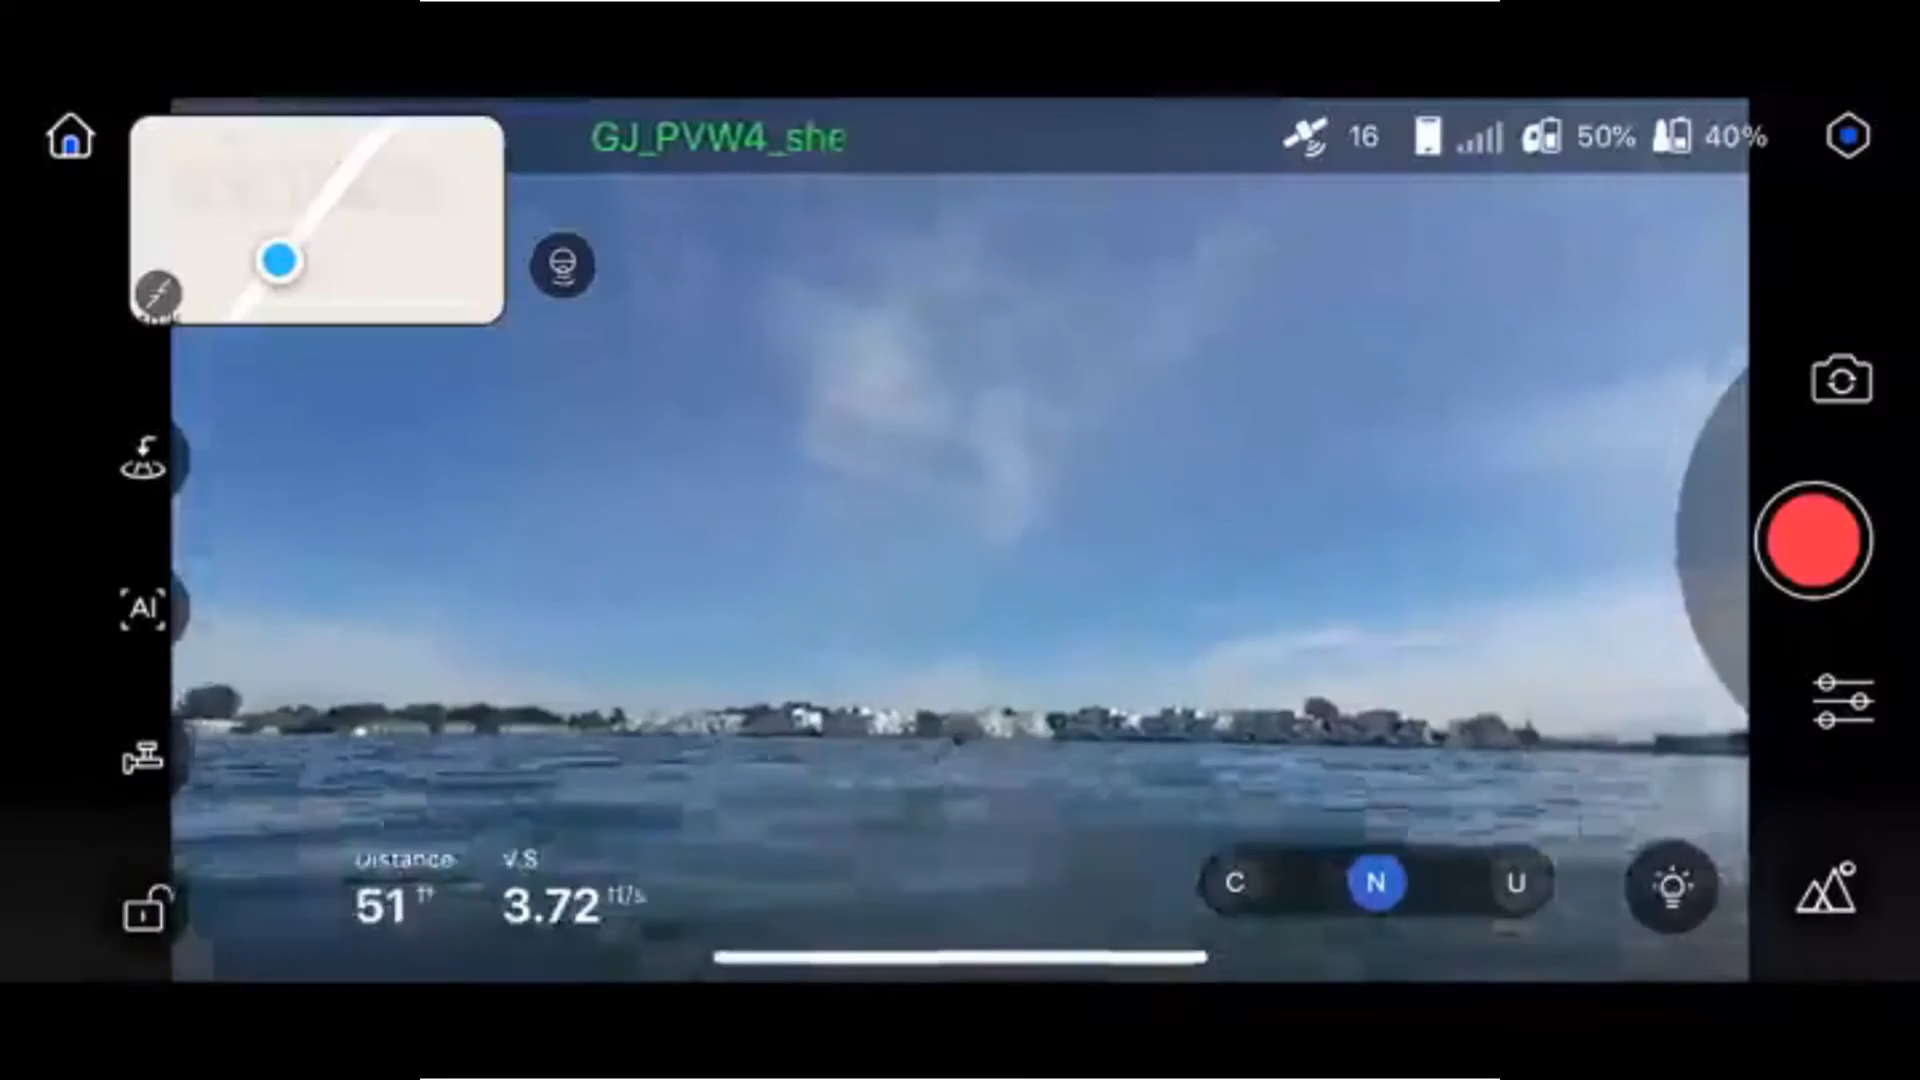 GJ_PVW4_she
16
50%
40%
AI
Distance
V.S
51 ft
3.72 ft/s
C
N
U